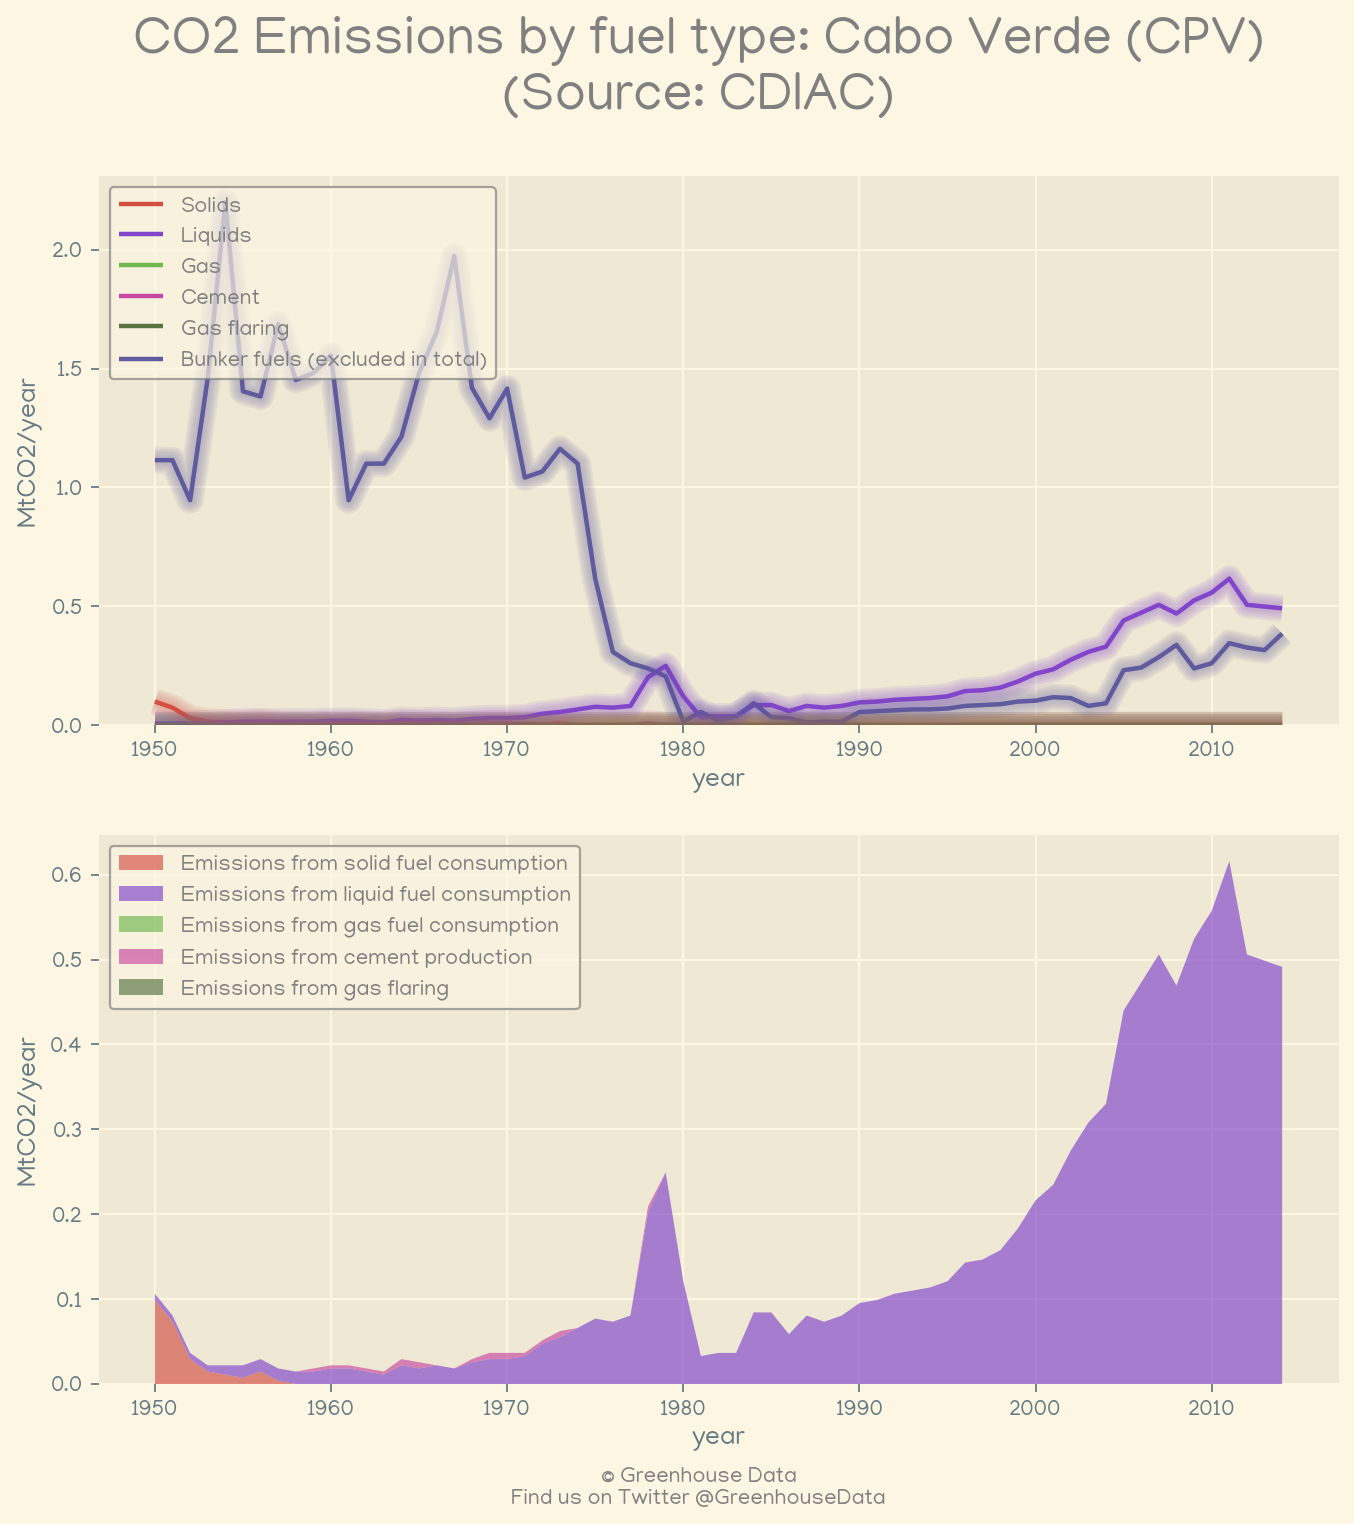 CO2 Emissions by fuel type: Cabo Verde (CPV)
(Source: CDIAC)
Solids
Liquids
Gas
Cement
Gas flaring
Bunker fuels (excluded in total)
MtCO2/year
2.0
1.5
1.0
0.5
0.0
1950 1960 1970 1980 1990 2000 2010
year
Emissions from solid fuel consumption
Emissions from liquid fuel consumption
Emissions from gas fuel consumption
Emissions from cement production
Emissions from gas flaring
MtCO2/year
0.6
0.5
0.4
0.3
0.2
0.1
0.0
1950 1960 1970 1980 1990 2000 2010
year
© Greenhouse Data
Find us on Twitter @GreenhouseData